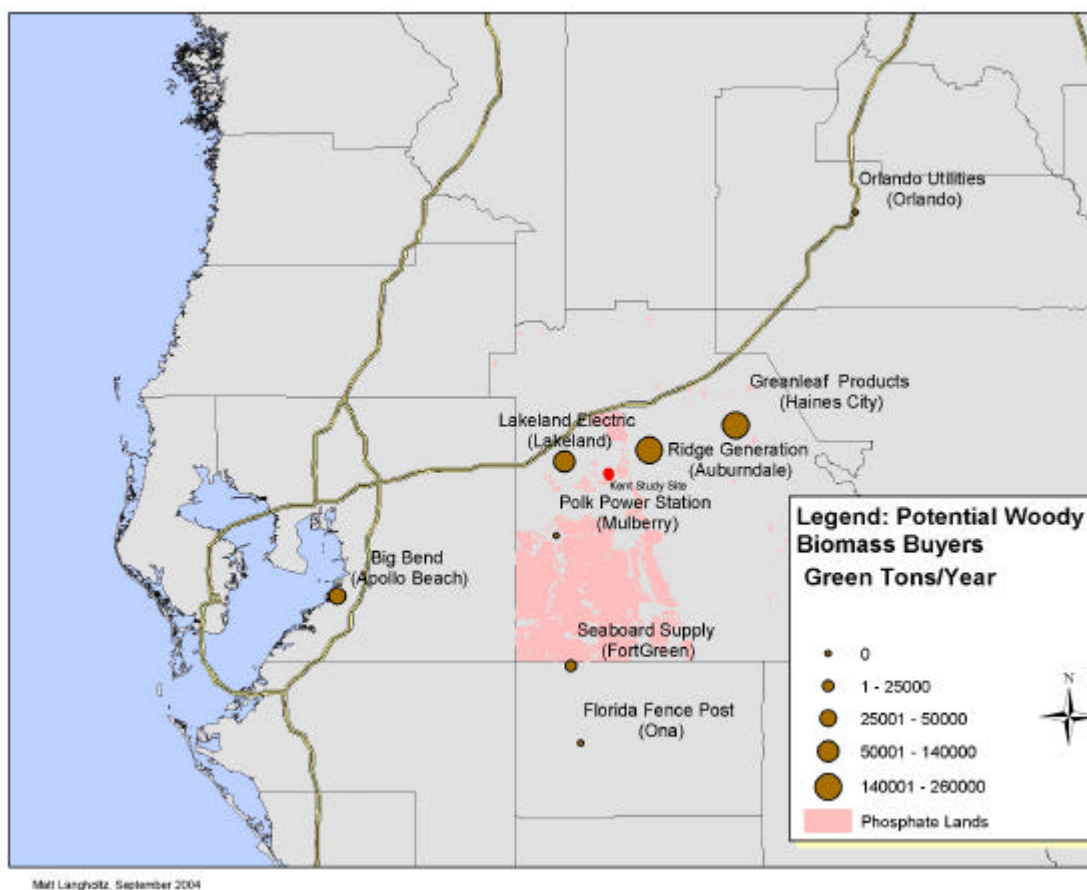 Orlando Utilities
(Orlando)
Greenleaf Products
(Haines City)
Lakeland Electric
(Lakeland)
Ridge Generation
(Auburndale)
Kent Study Site
Polk Power Station
(Mulberry)
Big Bend
(Apollo Beach)
Seaboard Supply
(FortGreen)
Florida Fence Post
(Ona)
Legend: Potential Woody
Biomass Buyers
Green Tons/Year
0
1 - 25000
25001 - 50000
50001 - 140000
140001 - 260000
Phosphate Lands
N
Matt Langholtz, September 2004